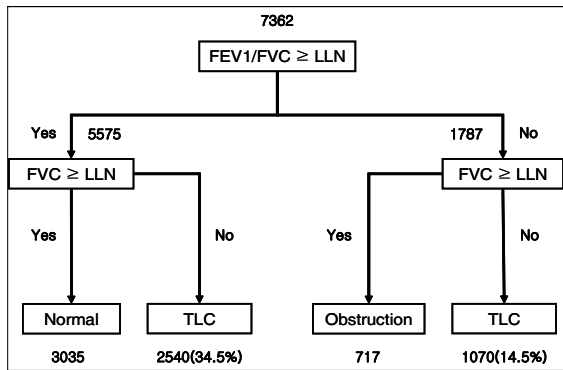 7362
FEV1/FVC ≥ LLN
Yes 5575 1787 No
FVC ≥ LLN FVC ≥ LLN
Yes No Yes No
Normal TLC Obstruction TLC
3035 2540(34.5%) 717 1070(14.5%)